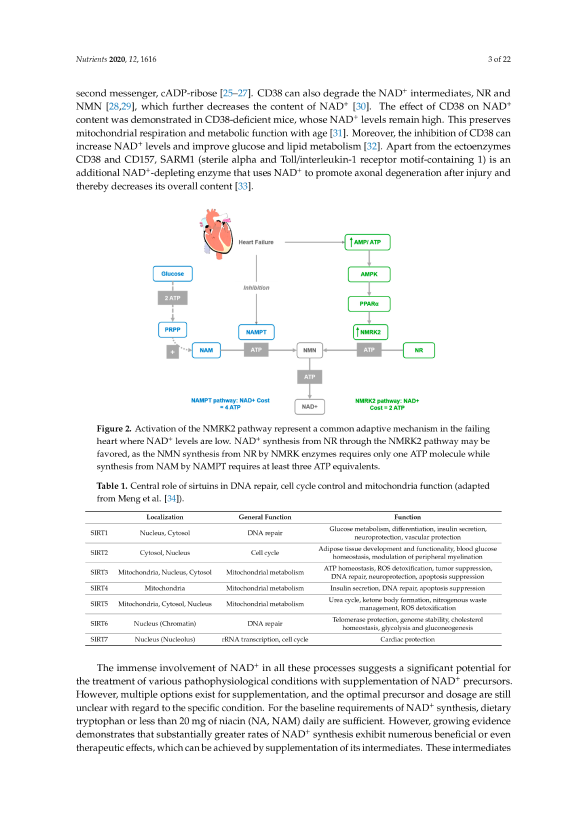 Nutrients 2020, 12, 1616
3 of 22
second messenger, cADP-ribose [25–27]. CD38 can also degrade the NAD+ intermediates, NR and
NMN [28,29], which further decreases the content of NAD+ [30]. The effect of CD38 on NAD+
content was demonstrated in CD38-deficient mice, whose NAD+ levels remain high. This preserves
mitochondrial respiration and metabolic function with age [31]. Moreover, the inhibition of CD38 can
increase NAD+ levels and improve glucose and lipid metabolism [32]. Apart from the ectoenzymes
CD38 and CD157, SARM1 (sterile alpha and Toll/interleukin-1 receptor motif-containing 1) is an
additional NAD+-depleting enzyme that uses NAD+ to promote axonal degeneration after injury and
thereby decreases its overall content [33].
Heart Failure
↑AMP/ ATP
Glucose
AMPK
Inhibition
2 ATP
PPARα
PRPP
NAMPT
↑NMRK2
+
NAM
ATP
NMN
ATP
NR
ATP
NAMPT pathway: NAD+ Cost
= 4 ATP
NAD+
NMRK2 pathway: NAD+
Cost = 2 ATP
Figure 2. Activation of the NMRK2 pathway represent a common adaptive mechanism in the failing
heart where NAD+ levels are low. NAD+ synthesis from NR through the NMRK2 pathway may be
favored, as the NMN synthesis from NR by NMRK enzymes requires only one ATP molecule while
synthesis from NAM by NAMPT requires at least three ATP equivalents.
Table 1. Central role of sirtuins in DNA repair, cell cycle control and mitochondria function (adapted
from Meng et al. [34]).
Localization General Function Function
SIRT1 Nucleus, Cytosol DNA repair Glucose metabolism, differentiation, insulin secretion,
neuroprotection, vascular protection
SIRT2 Cytosol, Nucleus Cell cycle Adipose tissue development and functionality, blood glucose
homeostasis, modulation of peripheral myelination
SIRT3 Mitochondria, Nucleus, Cytosol Mitochondrial metabolism ATP homeostasis, ROS detoxification, tumor suppression,
DNA repair, neuroprotection, apoptosis suppression
SIRT4 Mitochondria Mitochondrial metabolism Insulin secretion, DNA repair, apoptosis suppression
SIRT5 Mitochondria, Cytosol, Nucleus Mitochondrial metabolism Urea cycle, ketone body formation, nitrogenous waste
management, ROS detoxification
SIRT6 Nucleus (Chromatin) DNA repair Telomerase protection, genome stability, cholesterol
homeostasis, glycolysis and gluconeogenesis
SIRT7 Nucleus (Nucleolus) rRNA transcription, cell cycle Cardiac protection
The immense involvement of NAD+ in all these processes suggests a significant potential for
the treatment of various pathophysiological conditions with supplementation of NAD+ precursors.
However, multiple options exist for supplementation, and the optimal precursor and dosage are still
unclear with regard to the specific condition. For the baseline requirements of NAD+ synthesis, dietary
tryptophan or less than 20 mg of niacin (NA, NAM) daily are sufficient. However, growing evidence
demonstrates that substantially greater rates of NAD+ synthesis exhibit numerous beneficial or even
therapeutic effects, which can be achieved by supplementation of its intermediates. These intermediates